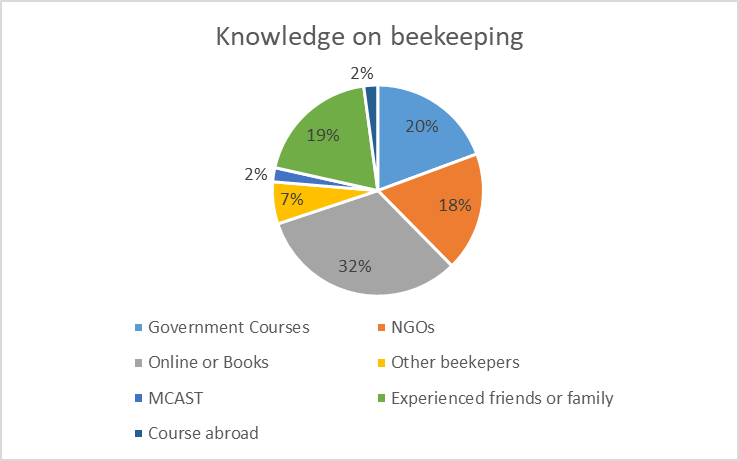 Knowledge on beekeeping
2%
20%
19%
2%
7%
18%
32%
Government Courses
NGOs
Online or Books
Other beekepers
MCAST
Experienced friends or family
Course abroad